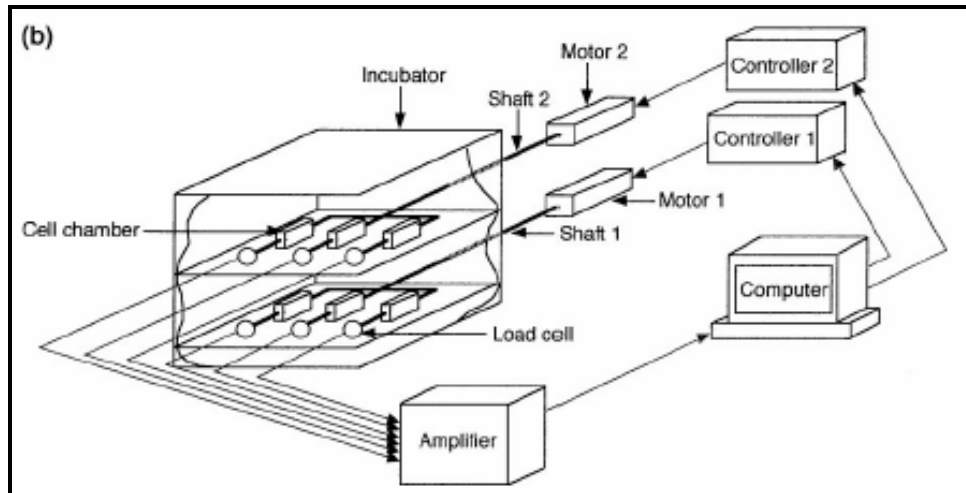 (b)
Motor 2
Controller 2
Incubator
Shaft 2
Controller 1
Cell chamber
Motor 1
Shaft 1
Computer
Load cell
Amplifier